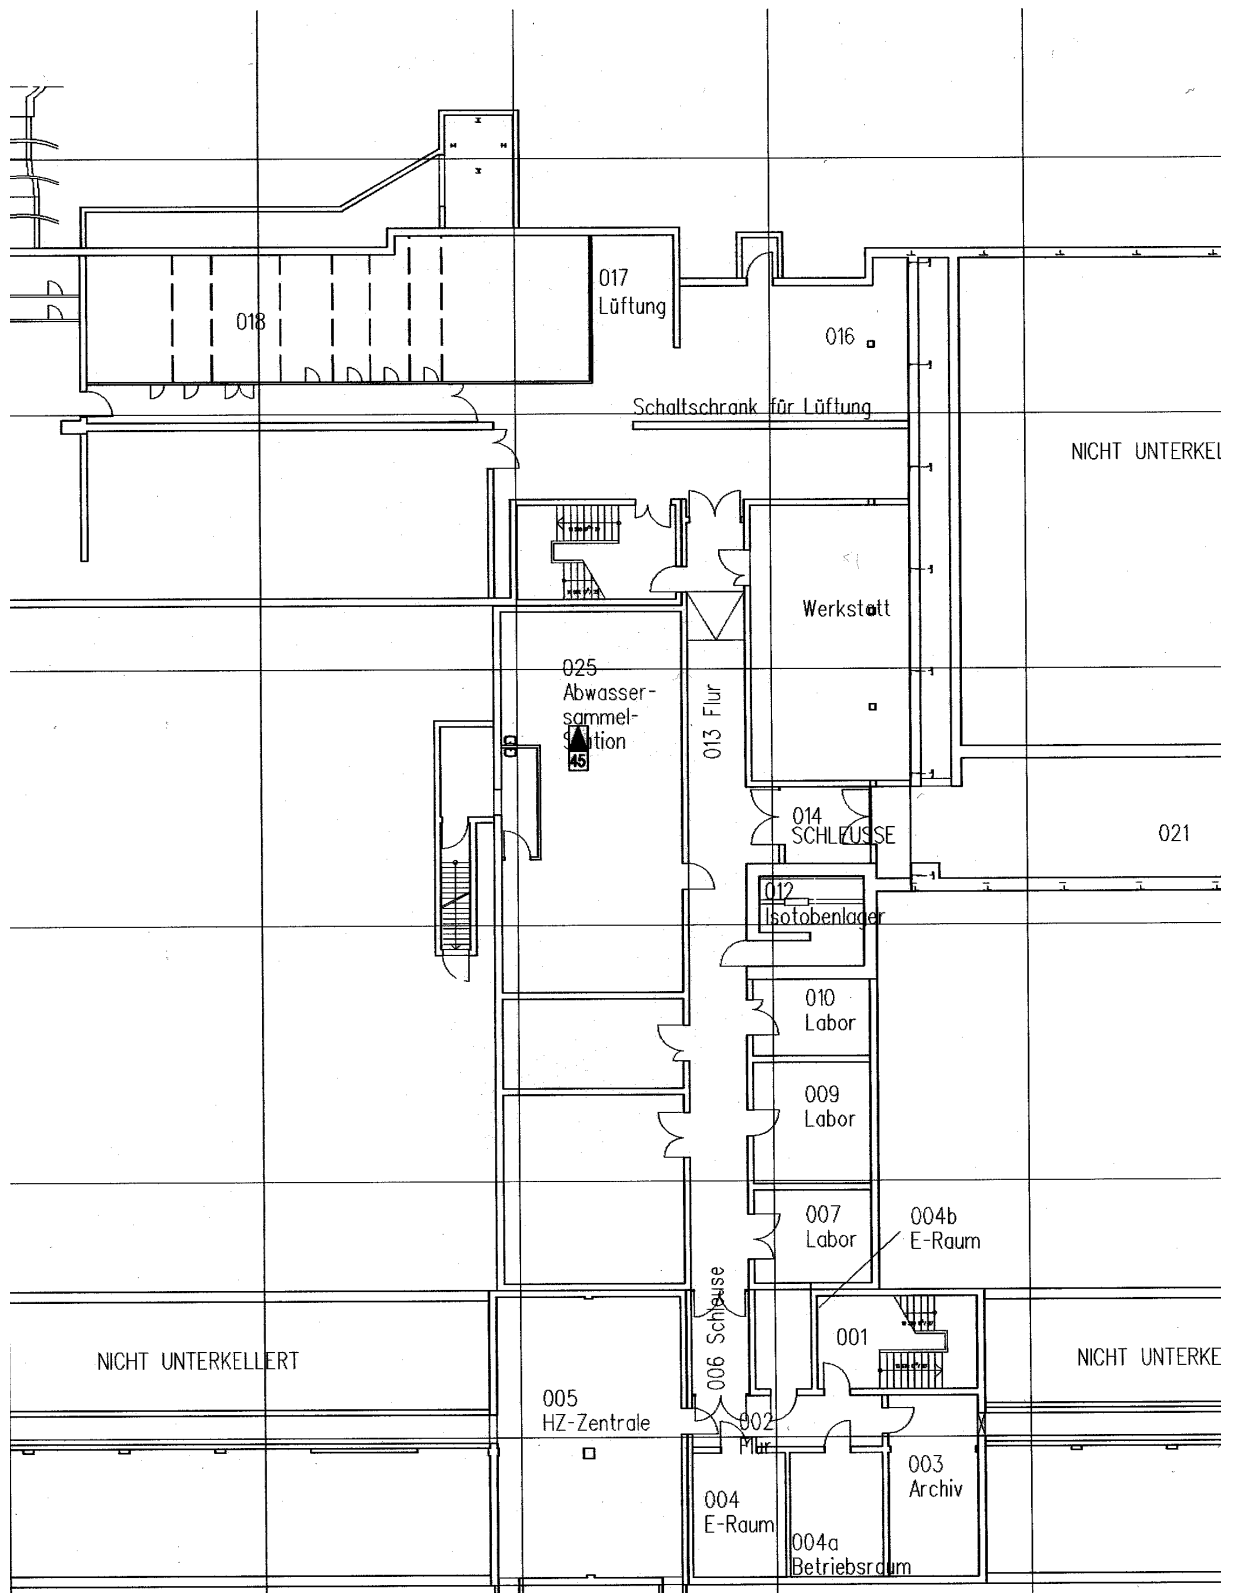 017
Lüftung
018
016
Schaltschrank für Lüftung
NICHT UNTERKEL
Werkstatt
025
Abwasser-
sammel-
Station
45
013 Flur
014
SCHLEUSSE
021
012
Isotobenlager
010
Labor
009
Labor
007
Labor
004b
E-Raum
006 Schleuse
001
NICHT UNTERKELLERT
NICHT UNTERKE
005
HZ-Zentrale
002
Flur
003
Archiv
004
E-Raum
004a
Betriebsraum